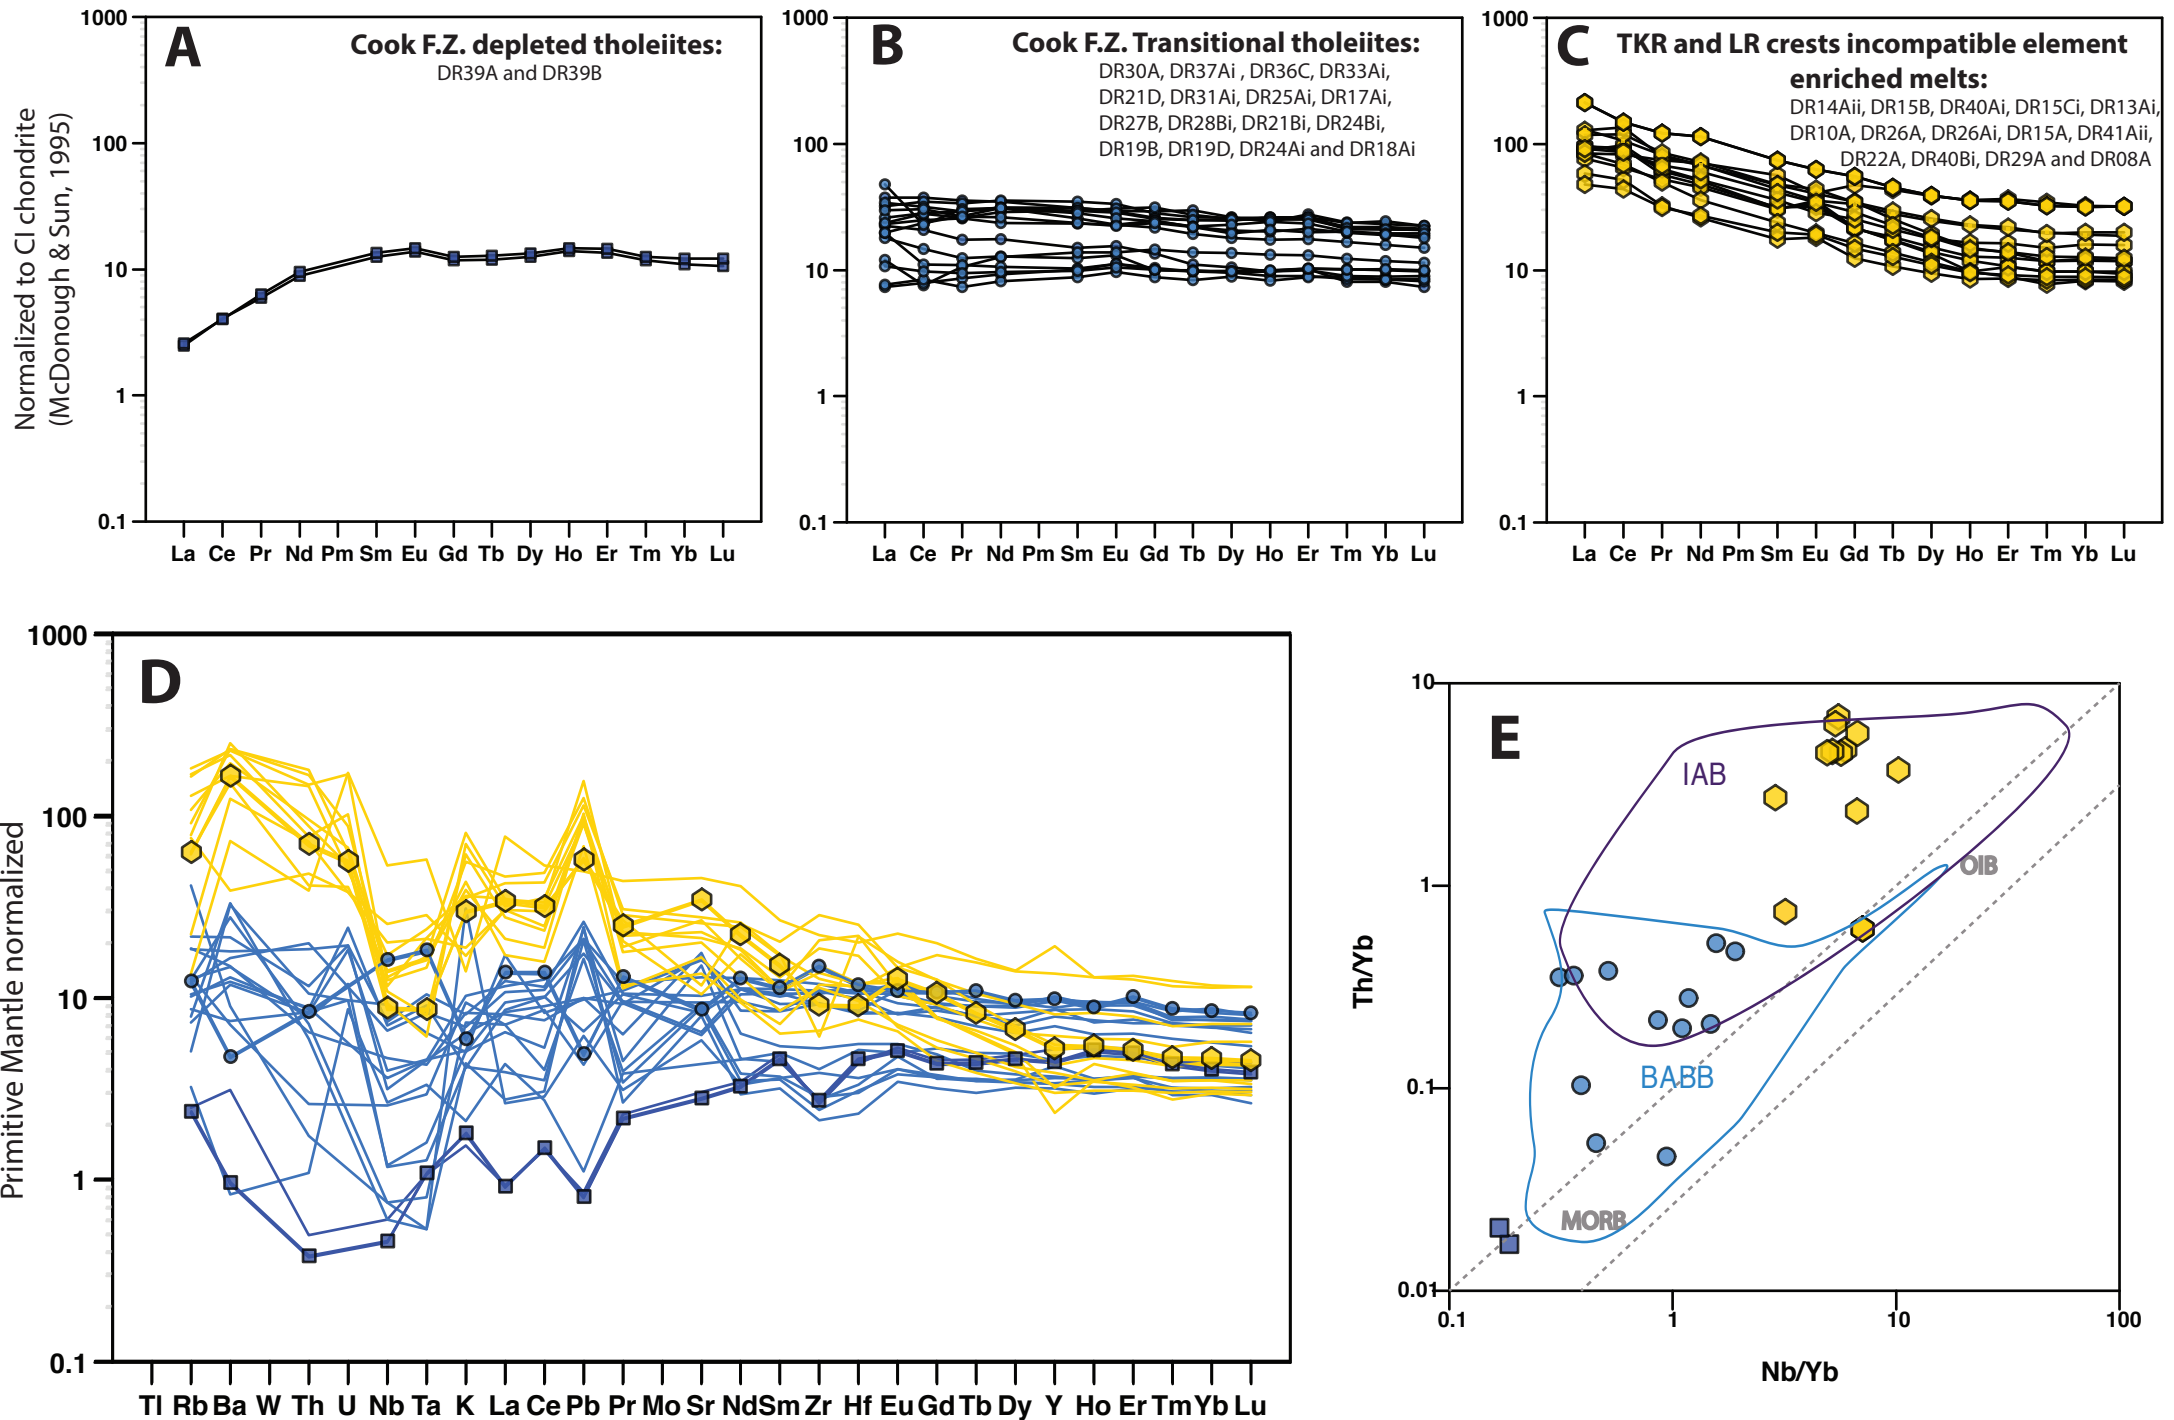 A
Cook F.Z. depleted tholeiites:
DR39A and DR39B
Normalized to CI chondrite
(McDonough & Sun, 1995)
1000
100
10
1
0.1
La Ce Pr Nd Pm Sm Eu Gd Tb Dy Ho Er Tm Yb Lu
B
Cook F.Z. Transitional tholeiites:
DR30A, DR37Ai , DR36C, DR33Ai,
DR21D, DR31Ai, DR25Ai, DR17Ai,
DR27B, DR28Bi, DR21Bi, DR24Bi,
DR19B, DR19D, DR24Ai and DR18Ai
1000
100
10
1
0.1
La Ce Pr Nd Pm Sm Eu Gd Tb Dy Ho Er Tm Yb Lu
C
TKR and LR crests incompatible element
enriched melts:
DR14Aii, DR15B, DR40Ai, DR15Ci, DR13Ai,
DR10A, DR26A, DR26Ai, DR15A, DR41Aii,
DR22A, DR40Bi, DR29A and DR08A
1000
100
10
1
0.1
La Ce Pr Nd Pm Sm Eu Gd Tb Dy Ho Er Tm Yb Lu
D
Primitive Mantle normalized
1000
100
10
1
0.1
Tl Rb Ba W Th U Nb Ta K La Ce Pb Pr Mo Sr Nd Sm Zr Hf Eu Gd Tb Dy Y Ho Er Tm Yb Lu
E
Th/Yb
10
1
0.1
0.01
IAB
OIB
BABB
MORB
0.1 1 10 100
Nb/Yb